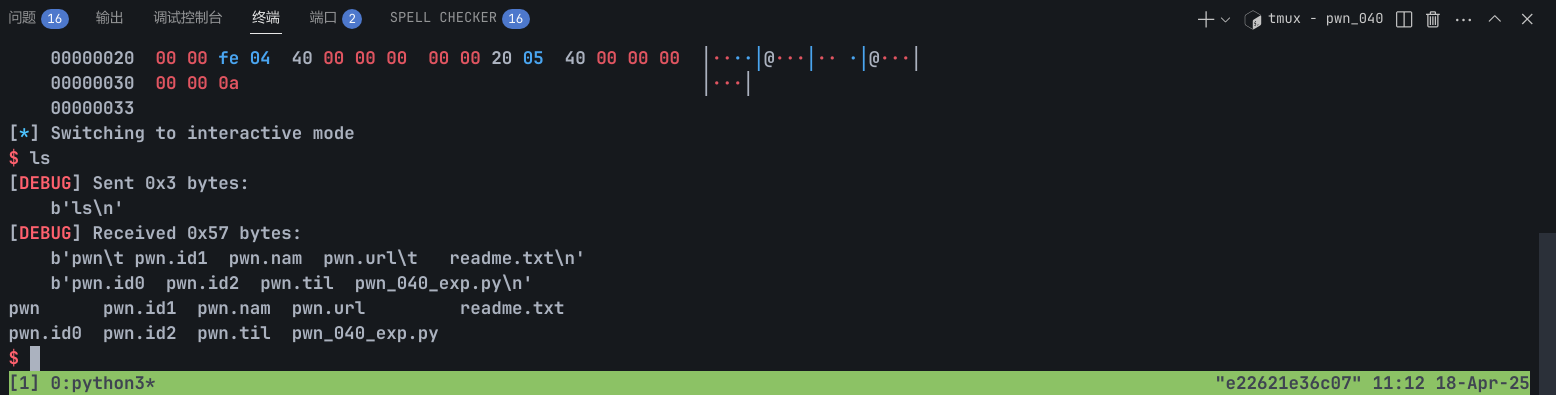 问题 16 输出 调试控制台 终端 端口 2 SPELL CHECKER 16 tmux - pwn_040
00000020 00 00 fe 04 40 00 00 00 00 00 20 05 40 00 00 00 |····|@···|·· ·|@···|
00000030 00 00 0a |···|
00000033
[*] Switching to interactive mode
$ ls
[DEBUG] Sent 0x3 bytes:
b'ls\n'
[DEBUG] Received 0x57 bytes:
b'pwn\t pwn.id1  pwn.nam  pwn.url\t   readme.txt\n'
b'pwn.id0  pwn.id2  pwn.til  pwn_040_exp.py\n'
pwn      pwn.id1  pwn.nam  pwn.url         readme.txt
pwn.id0  pwn.id2  pwn.til  pwn_040_exp.py
$
[1] 0:python3* "e22621e36c07" 11:12 18-Apr-25